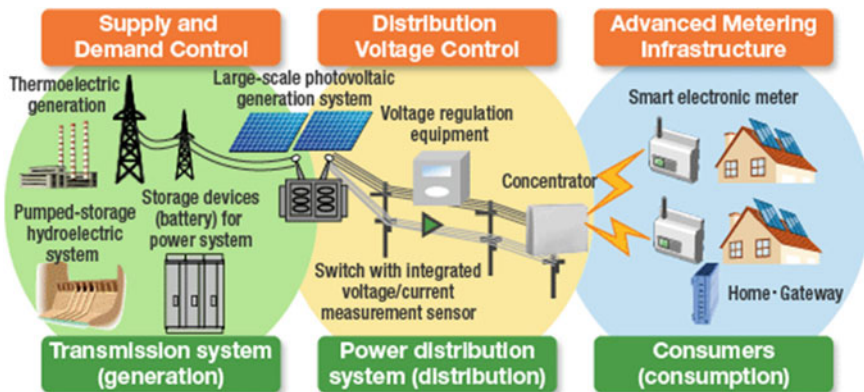 Supply and
Demand Control
Distribution
Voltage Control
Advanced Metering
Infrastructure
Thermoelectric
generation
Large-scale photovoltaic
generation system
Voltage regulation
equipment
Smart electronic meter
Concentrator
Pumped-storage
hydroelectric
system
Storage devices
(battery) for
power system
Switch with integrated
voltage/current
measurement sensor
Home・Gateway
Transmission system
(generation)
Power distribution
system (distribution)
Consumers
(consumption)